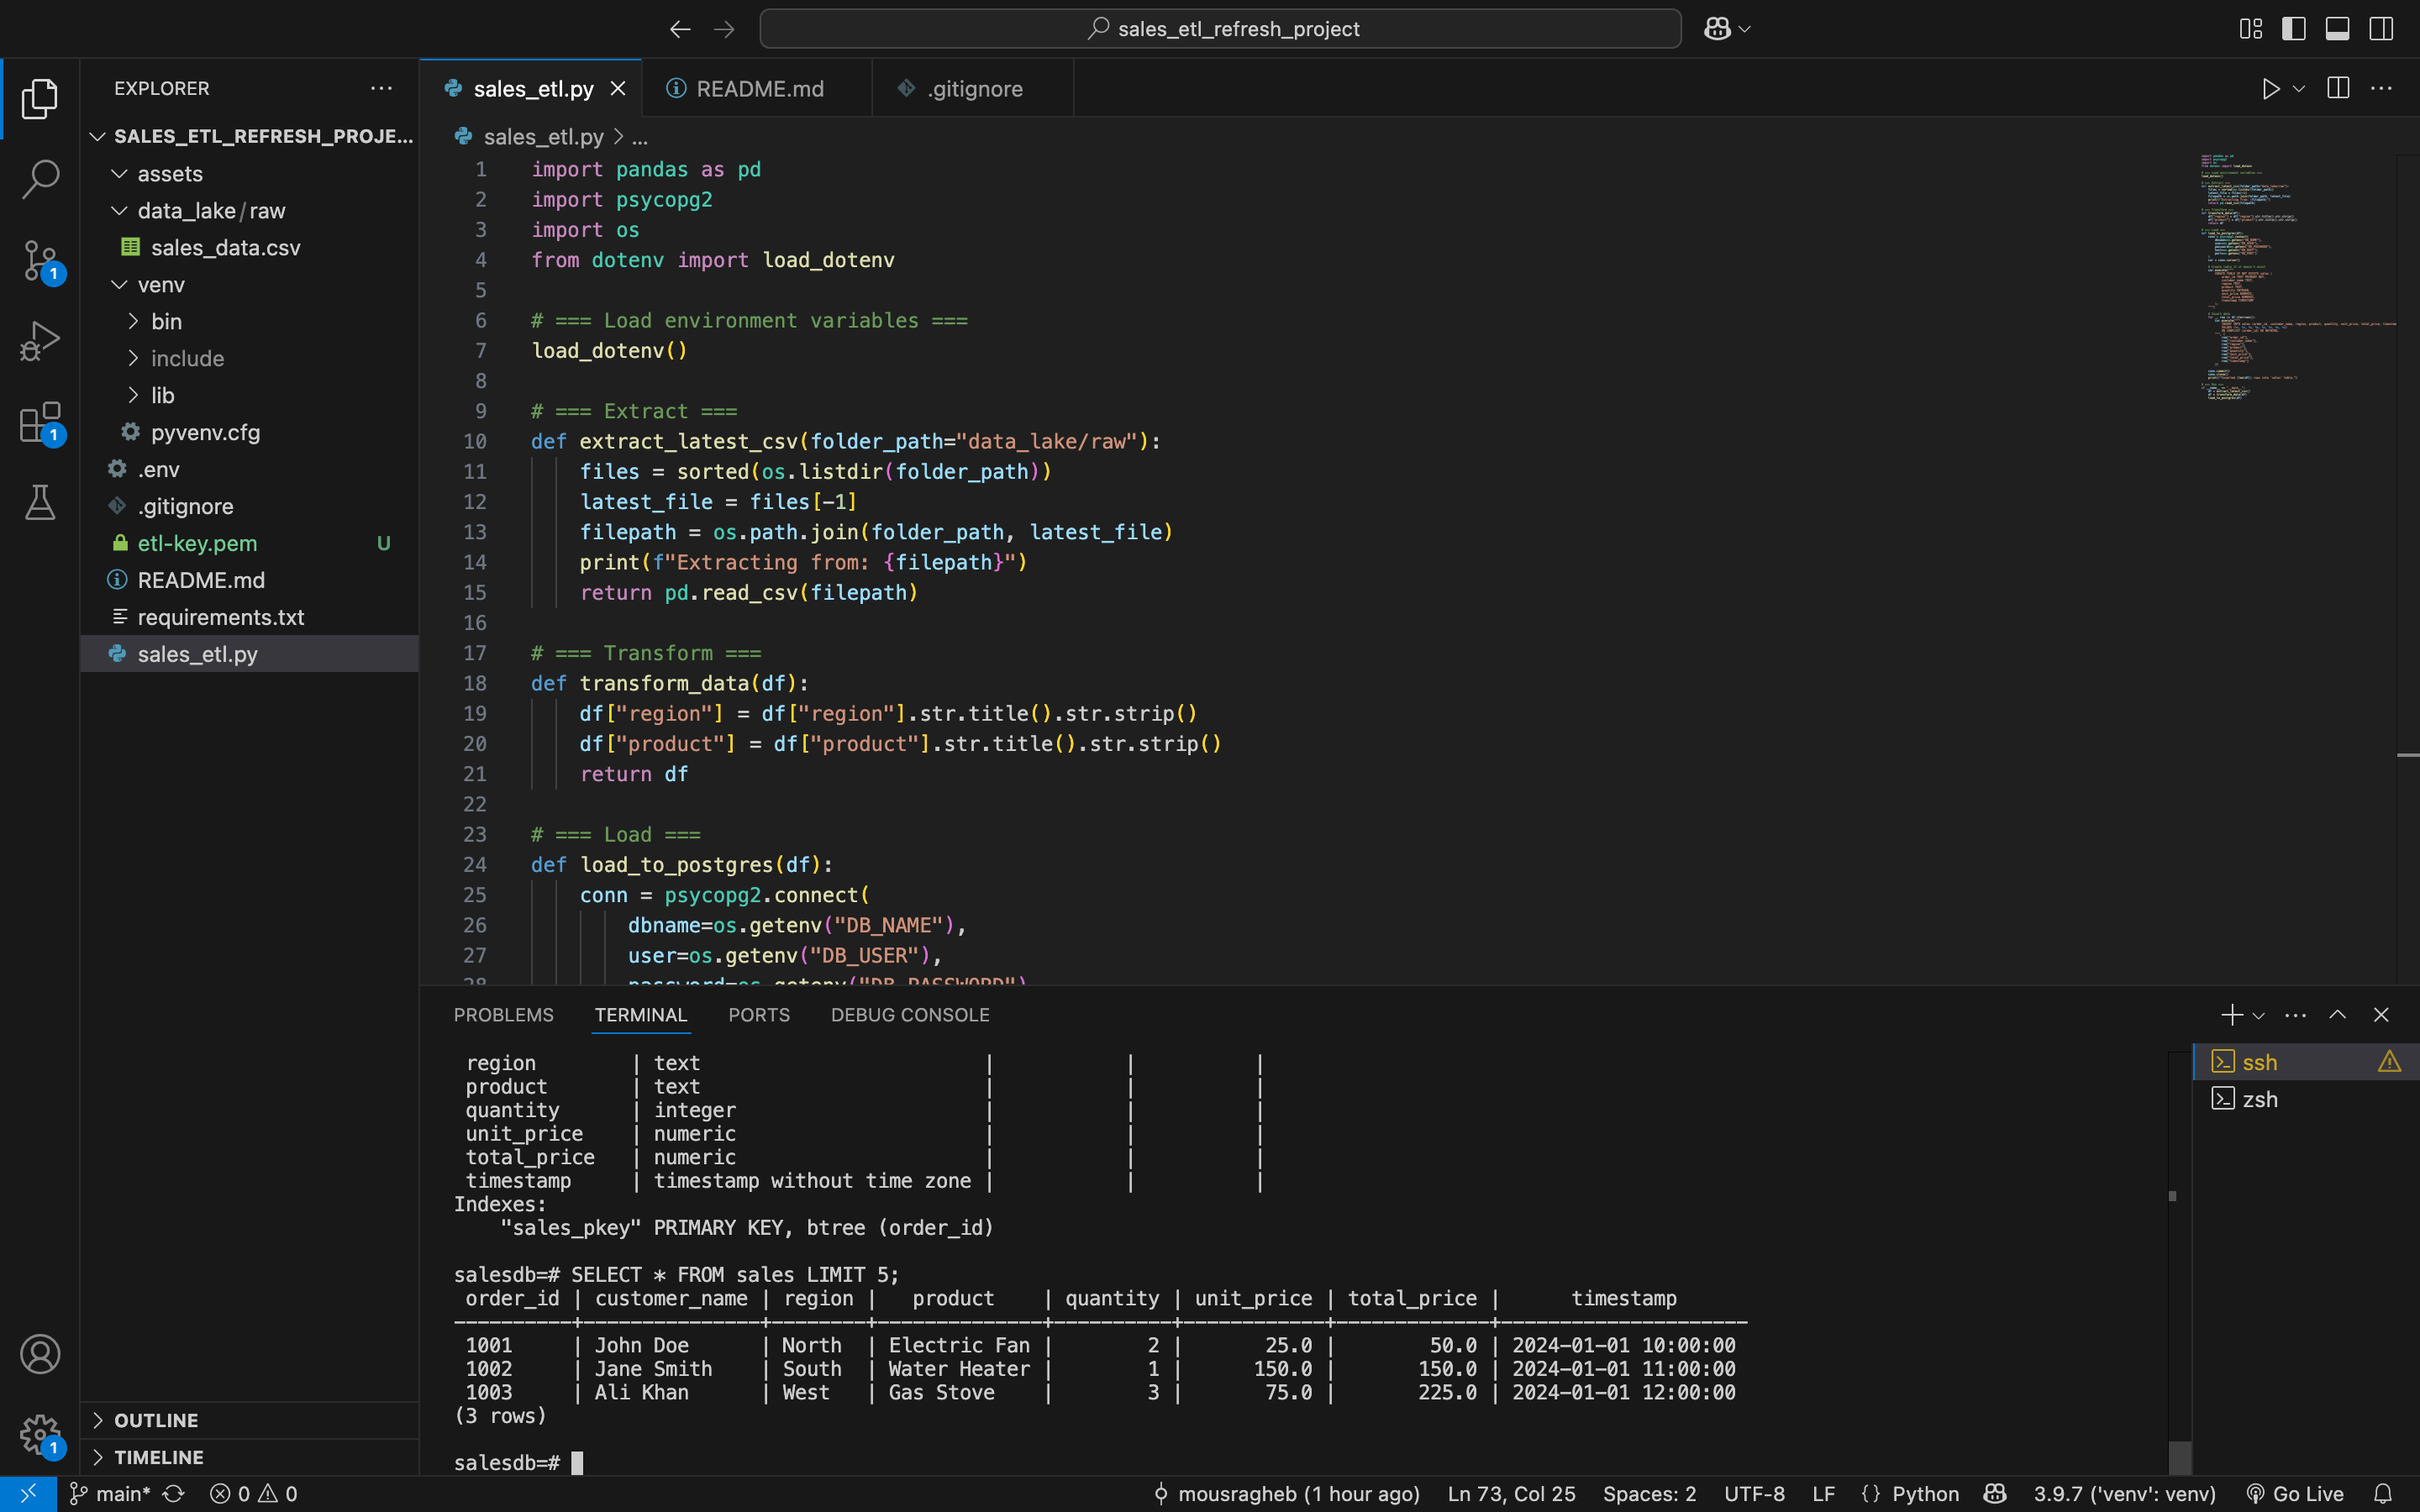 sales_etl_refresh_project
EXPLORER
SALES_ETL_REFRESH_PROJE...
assets
data_lake/raw
sales_data.csv
venv
bin
include
lib
pyvenv.cfg
.env
.gitignore
etl-key.pem U
README.md
requirements.txt
sales_etl.py
OUTLINE
TIMELINE
1
1
1
sales_etl.py
README.md
.gitignore
sales_etl.py > ...
1 import pandas as pd
2 import psycopg2
3 import os
4 from dotenv import load_dotenv
5
6 # === Load environment variables ===
7 load_dotenv()
8
9 # === Extract ===
10 def extract_latest_csv(folder_path="data_lake/raw"):
11 files = sorted(os.listdir(folder_path))
12 latest_file = files[-1]
13 filepath = os.path.join(folder_path, latest_file)
14 print(f"Extracting from: {filepath}")
15 return pd.read_csv(filepath)
16
17 # === Transform ===
18 def transform_data(df):
19 df["region"] = df["region"].str.title().str.strip()
20 df["product"] = df["product"].str.title().str.strip()
21 return df
22
23 # === Load ===
24 def load_to_postgres(df):
25 conn = psycopg2.connect(
26 dbname=os.getenv("DB_NAME"),
27 user=os.getenv("DB_USER"),
28 password=os.getenv("DB_PASSWORD")
PROBLEMS TERMINAL PORTS DEBUG CONSOLE
region | text | | |
product | text | | |
quantity | integer | | |
unit_price | numeric | | |
total_price | numeric | | |
timestamp | timestamp without time zone | | |
Indexes:
"sales_pkey" PRIMARY KEY, btree (order_id)
salesdb=# SELECT * FROM sales LIMIT 5;
order_id | customer_name | region | product | quantity | unit_price | total_price | timestamp
----------+---------------+--------+--------------+----------+------------+-------------+---------------------
1001 | John Doe | North | Electric Fan | 2 | 25.0 | 50.0 | 2024-01-01 10:00:00
1002 | Jane Smith | South | Water Heater | 1 | 150.0 | 150.0 | 2024-01-01 11:00:00
1003 | Ali Khan | West | Gas Stove | 3 | 75.0 | 225.0 | 2024-01-01 12:00:00
(3 rows)
salesdb=#
ssh
zsh
main* 0 0 mousragheb (1 hour ago) Ln 73, Col 25 Spaces: 2 UTF-8 LF {} Python 3.9.7 ('venv': venv) Go Live